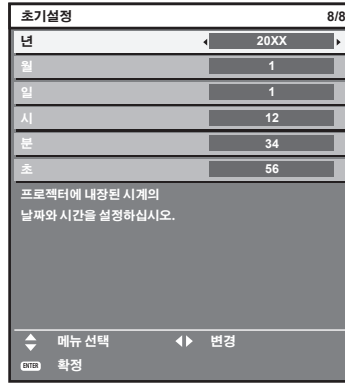 초기설정 8/8
년 20XX
월 1
일 1
시 12
분 34
초 56
프로젝터에 내장된 시계의
날짜와 시간을 설정하십시오.
메뉴 선택 변경
ENTER 확정